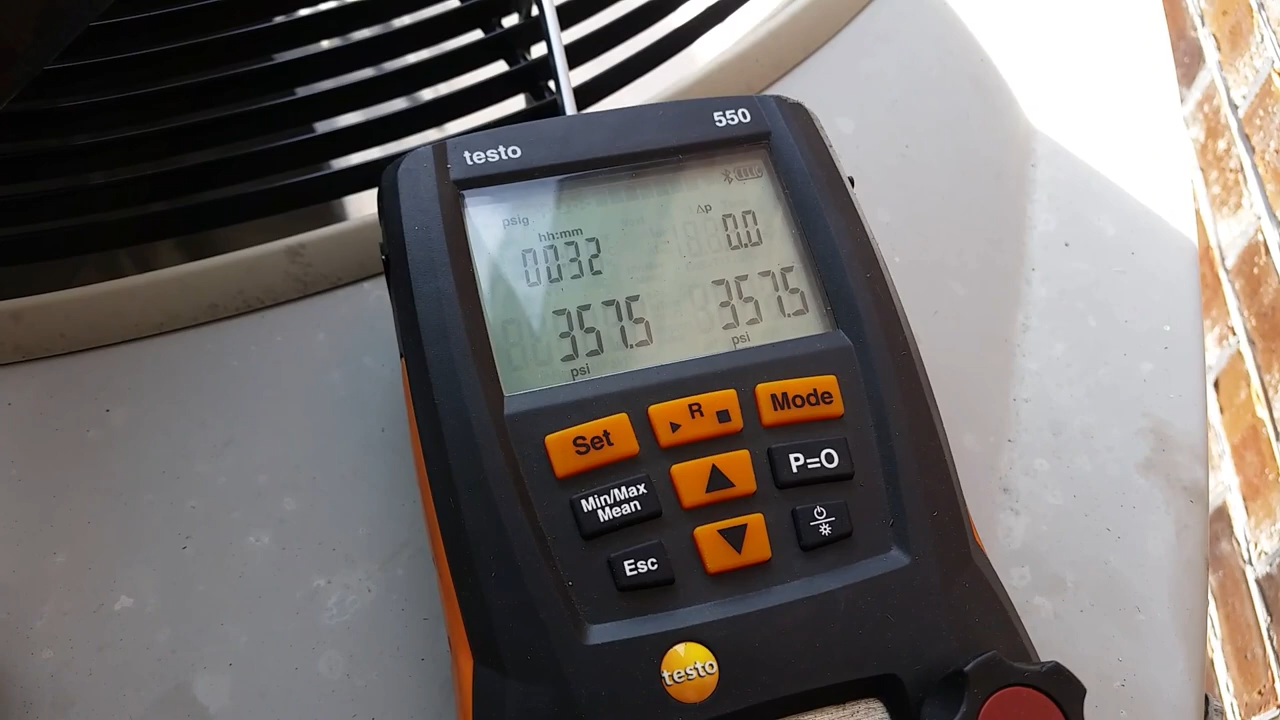 testo 550
psig
hh:mm Δp
0032 0.0
357.5 357.5
psi psi
Set ▶ R ■ Mode
Min/Max
Mean
▲
P=O
Esc
▼
testo